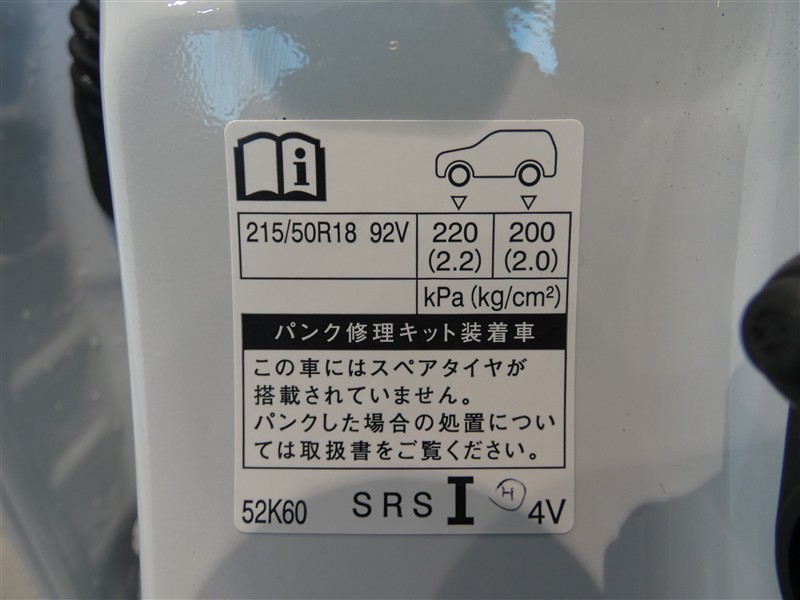 i
215/50R18 92V 220 200
(2.2) (2.0)
kPa (kg/cm²)
パンク修理キット装着車
この車にはスペアタイヤが
搭載されていません。
パンクした場合の処置につい
ては取扱書をご覧ください。
52K60 SRS I H 4V